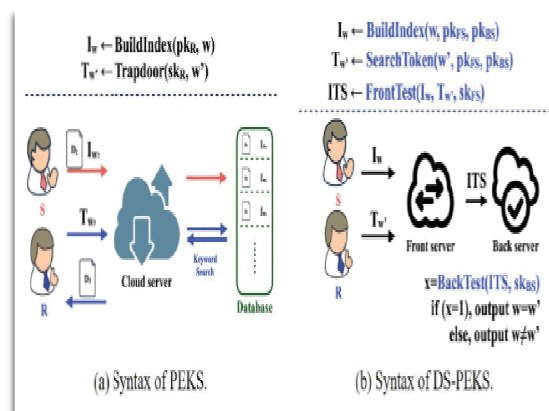 I_w ← BuildIndex(pk_R, w)
T_w' ← Trapdoor(sk_R, w')
S
R
Cloud server
Keyword
Search
Database
(a) Syntax of PEKS.
I_w ← BuildIndex(w, pk_FS, pk_BS)
T_w' ← SearchToken(w', pk_FS, pk_BS)
ITS ← FrontTest(I_w, T_w', sk_FS)
S
I_w
ITS
T_w'
Front server
Back server
R
x=BackTest(ITS, sk_BS)
if (x=1), output w=w'
else, output w≠w'
(b) Syntax of DS-PEKS.